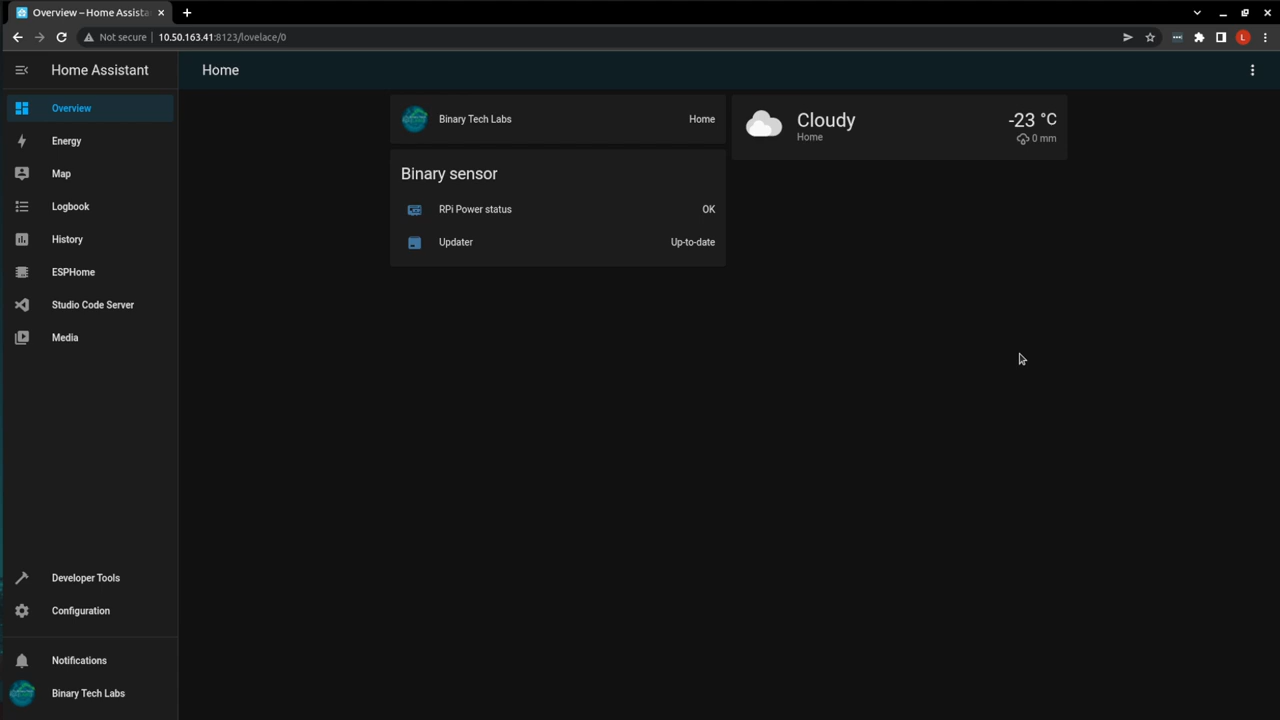 Overview – Home Assista
Not secure
10.50.163.41:8123/lovelace/0
L
Home Assistant
Home
Overview
Energy
Map
Logbook
History
ESPHome
Studio Code Server
Media
Developer Tools
Configuration
Notifications
Binary Tech Labs
Binary Tech Labs Home
Binary sensor
RPi Power status OK
Updater Up-to-date
Cloudy -23 °C
Home 0 mm